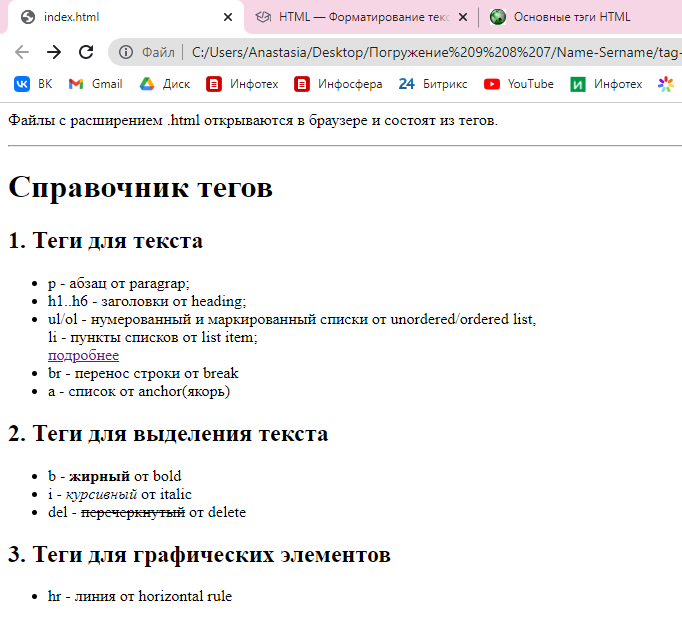 index.html
HTML — Форматирование текс
Основные тэги HTML
Файл
C:/Users/Anastasia/Desktop/Погружение%209%208%207/Name-Sername/tag-
ВК
Gmail
Диск
Инфотех
Инфосфера
24 Битрикс
YouTube
Инфотех
Файлы с расширением .html открываются в браузере и состоят из тегов.
Справочник тегов
1. Теги для текста
p - абзац от paragrap;
h1..h6 - заголовки от heading;
ul/ol - нумерованный и маркированный списки от unordered/ordered list,
li - пункты списков от list item;
подробнее
br - перенос строки от break
a - список от anchor(якорь)
2. Теги для выделения текста
b - жирный от bold
i - курсивный от italic
del - перечеркнутый от delete
3. Теги для графических элементов
hr - линия от horizontal rule